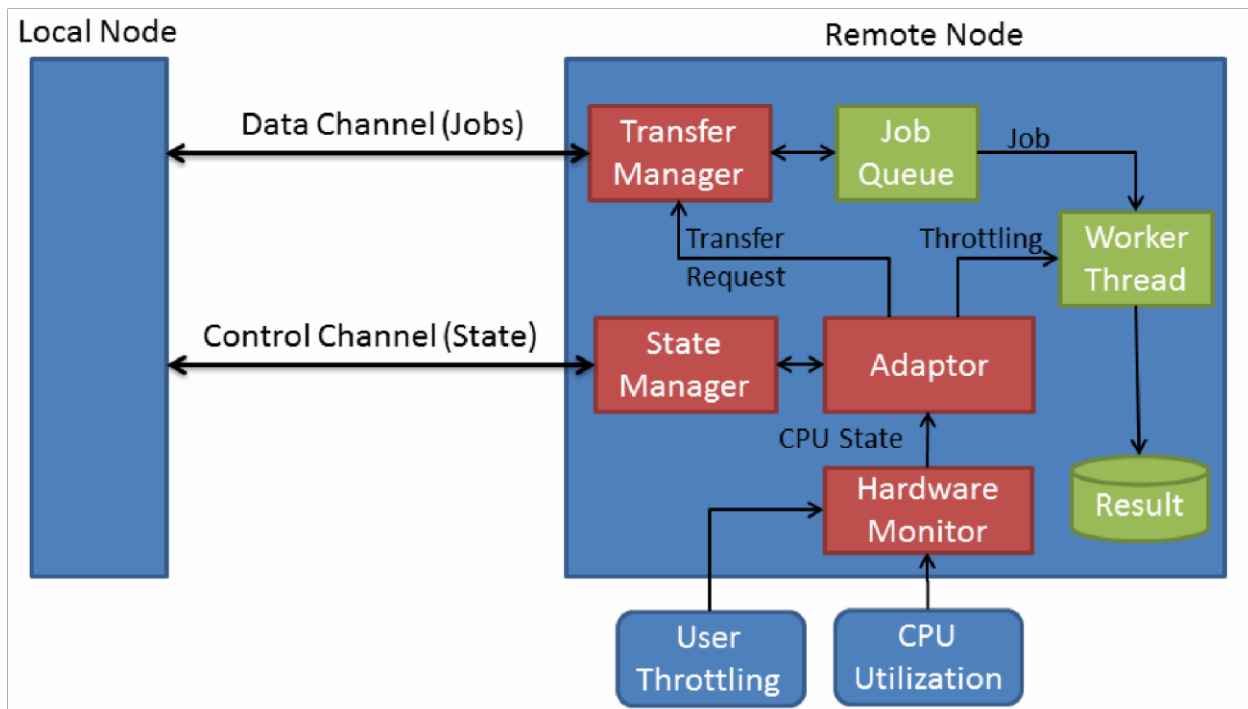 Local Node
Remote Node
Data Channel (Jobs)
Transfer
Manager
Job
Queue
Job
Transfer
Request
Throttling
Worker
Thread
Control Channel (State)
State
Manager
Adaptor
CPU State
Hardware
Monitor
Result
User
Throttling
CPU
Utilization